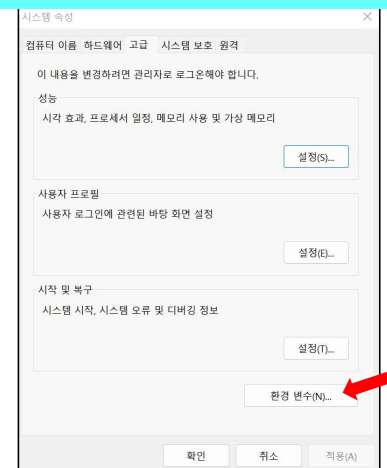 시스템 속성
컴퓨터 이름 하드웨어 고급 시스템 보호 원격
이 내용을 변경하려면 관리자로 로그온해야 합니다.
성능
시각 효과, 프로세서 일정, 메모리 사용 및 가상 메모리
설정(S)...
사용자 프로필
사용자 로그인에 관련된 바탕 화면 설정
설정(E)...
시작 및 복구
시스템 시작, 시스템 오류 및 디버깅 정보
설정(T)...
환경 변수(N)...
확인 취소 적용(A)